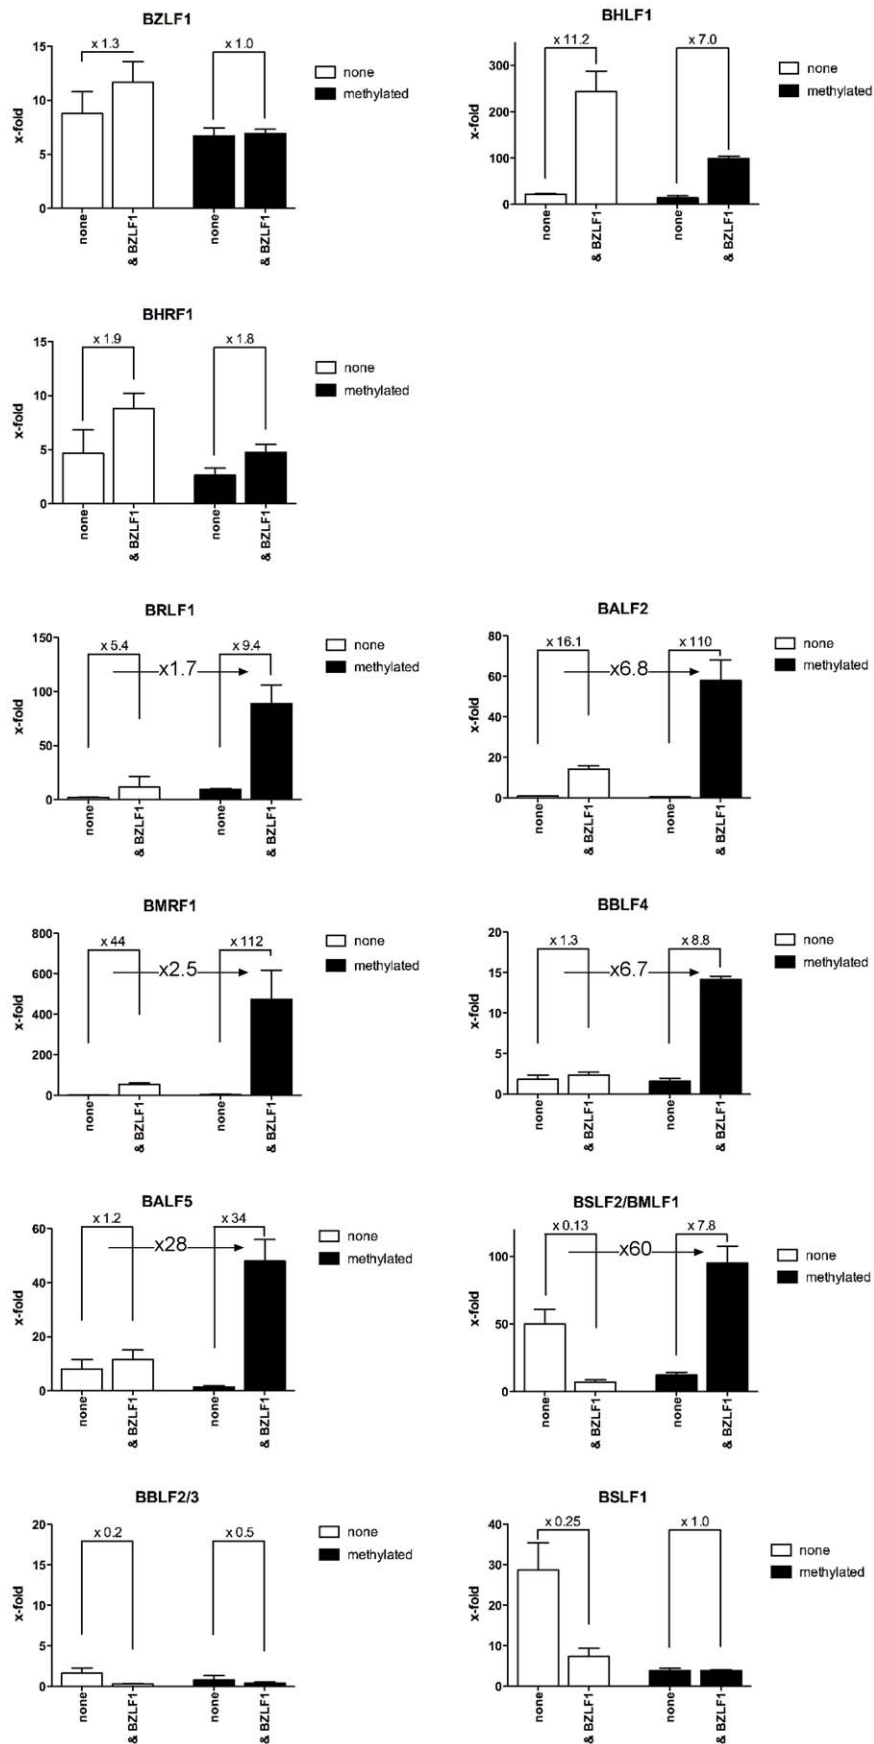 BZLF1
x 1.3
x 1.0
15
10
5
0
x-fold
none
& BZLF1
none
& BZLF1
none
methylated
BHLF1
x 11.2
x 7.0
300
200
100
0
x-fold
none
& BZLF1
none
& BZLF1
none
methylated
BHRF1
x 1.9
x 1.8
15
10
5
0
x-fold
none
& BZLF1
none
& BZLF1
none
methylated
BRLF1
x 5.4
x 9.4
x1.7
150
100
50
0
x-fold
none
& BZLF1
none
& BZLF1
none
methylated
BALF2
x 16.1
x 110
x6.8
80
60
40
20
0
x-fold
none
& BZLF1
none
& BZLF1
none
methylated
BMRF1
x 44
x 112
x2.5
800
600
400
200
0
x-fold
none
& BZLF1
none
& BZLF1
none
methylated
BBLF4
x 1.3
x 8.8
x6.7
20
15
10
5
0
x-fold
none
& BZLF1
none
& BZLF1
none
methylated
BALF5
x 1.2
x 34
x28
60
40
20
0
x-fold
none
& BZLF1
none
& BZLF1
none
methylated
BSLF2/BMLF1
x 0.13
x 7.8
x60
100
50
0
x-fold
none
& BZLF1
none
& BZLF1
none
methylated
BBLF2/3
x 0.2
x 0.5
20
15
10
5
0
x-fold
none
& BZLF1
none
& BZLF1
none
methylated
BSLF1
x 0.25
x 1.0
40
30
20
10
0
x-fold
none
& BZLF1
none
& BZLF1
none
methylated